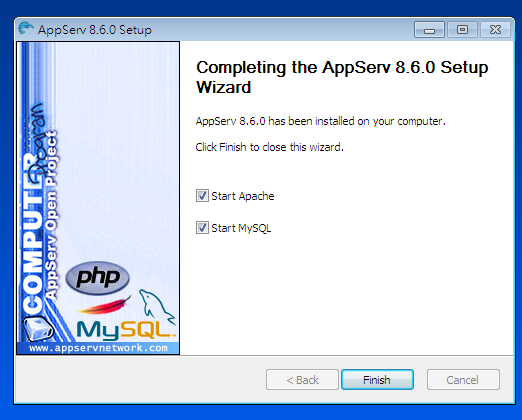 AppServ 8.6.0 Setup
Completing the AppServ 8.6.0 Setup
Wizard
AppServ 8.6.0 has been installed on your computer.
Click Finish to close this wizard.
Start Apache
Start MySQL
COMPUTER
Program
AppServ Open Project
php
MySQL
www.appservnetwork.com
< Back
Finish
Cancel